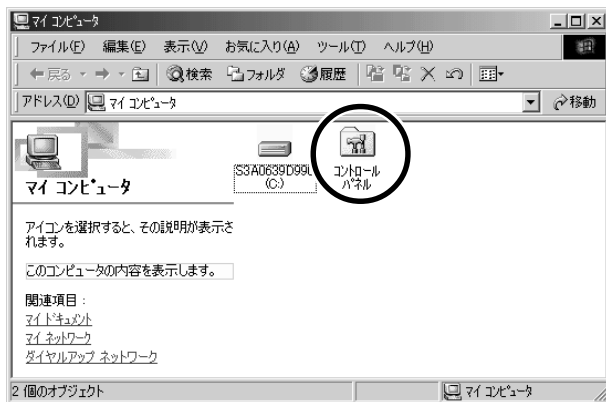 マイ コンピュータ
ファイル(F) 編集(E) 表示(V) お気に入り(A) ツール(T) ヘルプ(H)
戻る 検索 フォルダ 履歴
アドレス(D) マイ コンピュータ 移動
マイ コンピュータ
S3A0639D99U
(C:)
コントロール
パネル
アイコンを選択すると、その説明が表示さ
れます。
このコンピュータの内容を表示します。
関連項目:
マイ ドキュメント
マイ ネットワーク
ダイヤルアップ ネットワーク
2 個のオブジェクト マイ コンピュータ